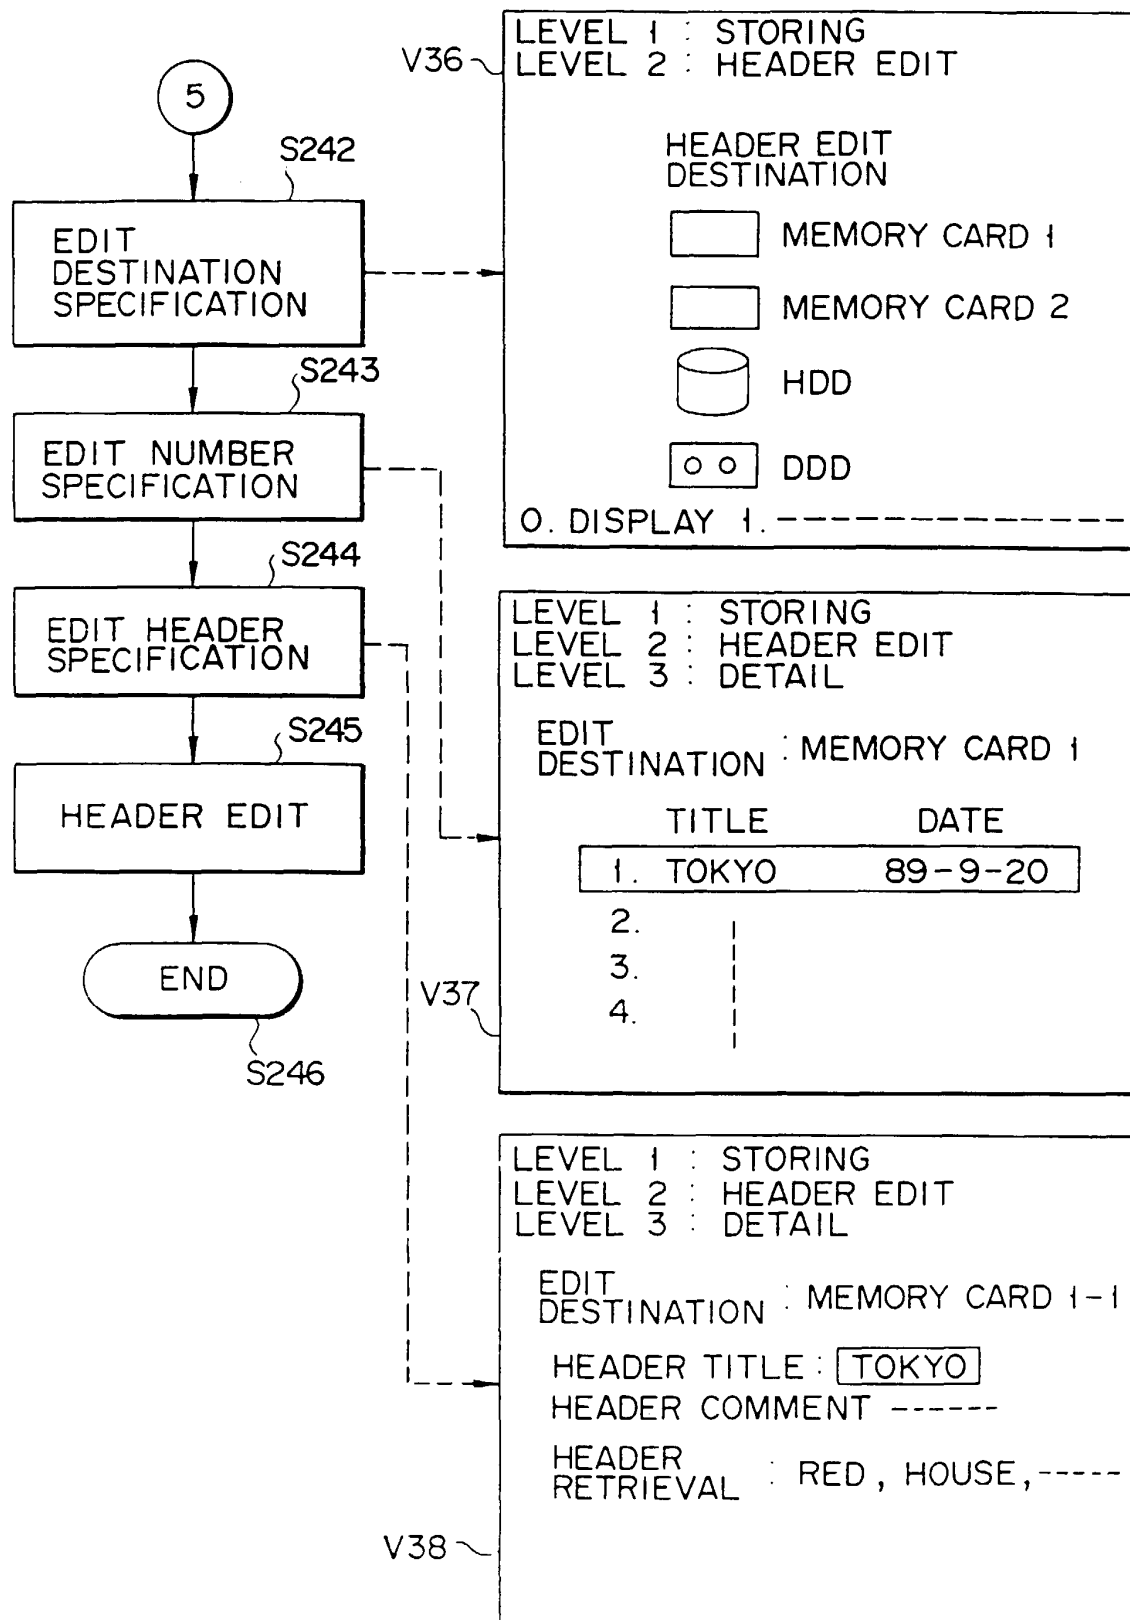 5
S242
EDIT
DESTINATION
SPECIFICATION
S243
EDIT NUMBER
SPECIFICATION
S244
EDIT HEADER
SPECIFICATION
S245
HEADER EDIT
END
S246
V36
LEVEL 1 : STORING
LEVEL 2 : HEADER EDIT
HEADER EDIT
DESTINATION
MEMORY CARD 1
MEMORY CARD 2
HDD
DDD
0. DISPLAY 1. ----------------
V37
LEVEL 1 : STORING
LEVEL 2 : HEADER EDIT
LEVEL 3 : DETAIL
EDIT
DESTINATION : MEMORY CARD 1
TITLE DATE
1. TOKYO 89-9-20
2.
3.
4.
V38
LEVEL 1 : STORING
LEVEL 2 : HEADER EDIT
LEVEL 3 : DETAIL
EDIT
DESTINATION : MEMORY CARD 1-1
HEADER TITLE : TOKYO
HEADER COMMENT ------
HEADER
RETRIEVAL : RED, HOUSE, -----